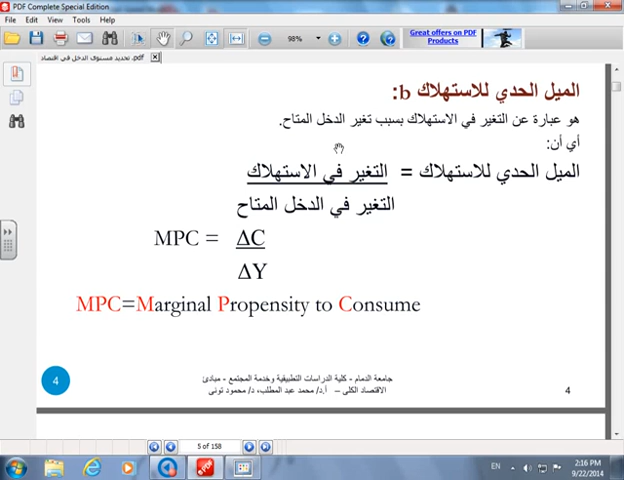 PDF Complete Special Edition
File Edit View Tools Help
98%
Great offers on PDF
Products
تحديد مستوى الدخل في اقتصاد.pdf
الميل الحدي للاستهلاك b:
هو عبارة عن التغير في الاستهلاك بسبب تغير الدخل المتاح.
أي أن:
الميل الحدي للاستهلاك = التغير في الاستهلاك
التغير في الدخل المتاح
MPC = ΔC
ΔY
MPC=Marginal Propensity to Consume
جامعة الدمام - كلية الدراسات التطبيقية وخدمة المجتمع - مبادئ
الاقتصاد الكلى – أ.د/ محمد عبد المطلب، د/ محمود تونى
4
4
5 of 158
EN
2:16 PM
9/22/2014